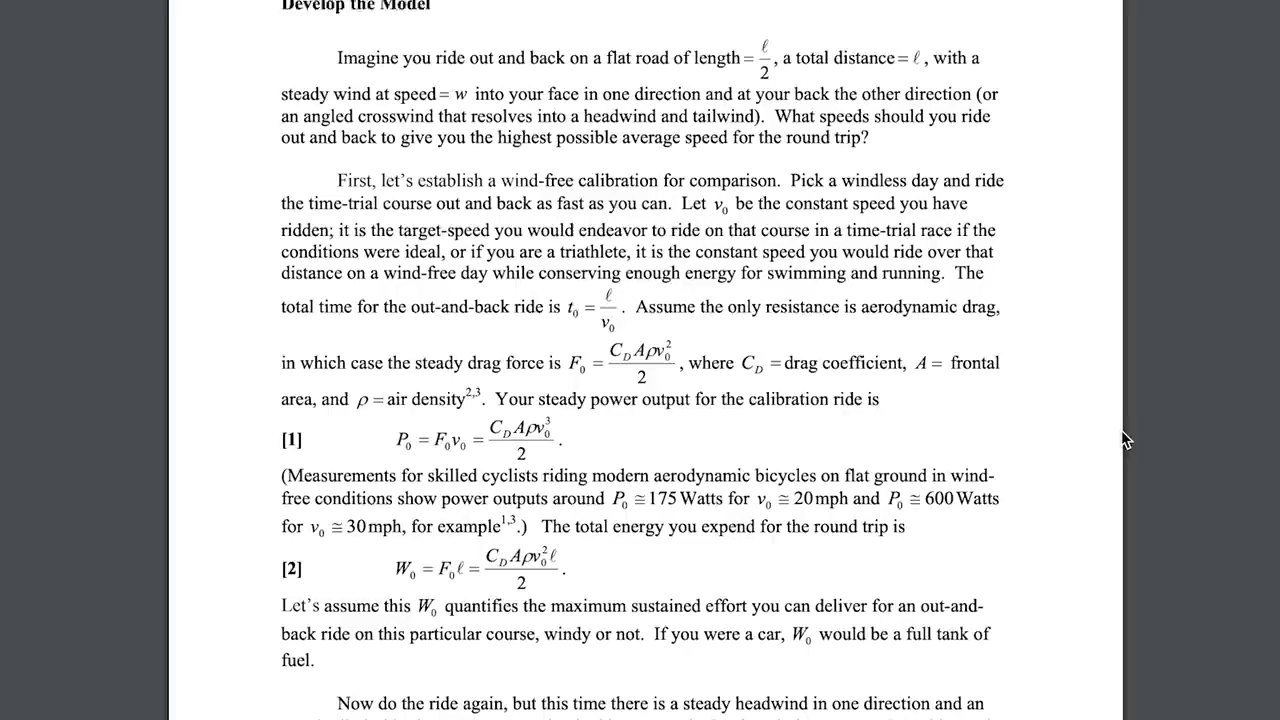 Develop the Model
Imagine you ride out and back on a flat road of length = ℓ/2, a total distance = ℓ, with a
steady wind at speed = w into your face in one direction and at your back the other direction (or
an angled crosswind that resolves into a headwind and tailwind). What speeds should you ride
out and back to give you the highest possible average speed for the round trip?
First, let's establish a wind-free calibration for comparison. Pick a windless day and ride
the time-trial course out and back as fast as you can. Let v₀ be the constant speed you have
ridden; it is the target-speed you would endeavor to ride on that course in a time-trial race if the
conditions were ideal, or if you are a triathlete, it is the constant speed you would ride over that
distance on a wind-free day while conserving enough energy for swimming and running. The
total time for the out-and-back ride is t₀ = ℓ/v₀. Assume the only resistance is aerodynamic drag,
in which case the steady drag force is F₀ = C_D Aρv₀²/2, where C_D = drag coefficient, A = frontal
area, and ρ = air density²,³. Your steady power output for the calibration ride is
[1] P₀ = F₀v₀ = C_D Aρv₀³/2.
(Measurements for skilled cyclists riding modern aerodynamic bicycles on flat ground in wind-
free conditions show power outputs around P₀ ≅ 175 Watts for v₀ ≅ 20 mph and P₀ ≅ 600 Watts
for v₀ ≅ 30 mph, for example¹,³.) The total energy you expend for the round trip is
[2] W₀ = F₀ℓ = C_D Aρv₀²ℓ/2.
Let's assume this W₀ quantifies the maximum sustained effort you can deliver for an out-and-
back ride on this particular course, windy or not. If you were a car, W₀ would be a full tank of
fuel.
Now do the ride again, but this time there is a steady headwind in one direction and an